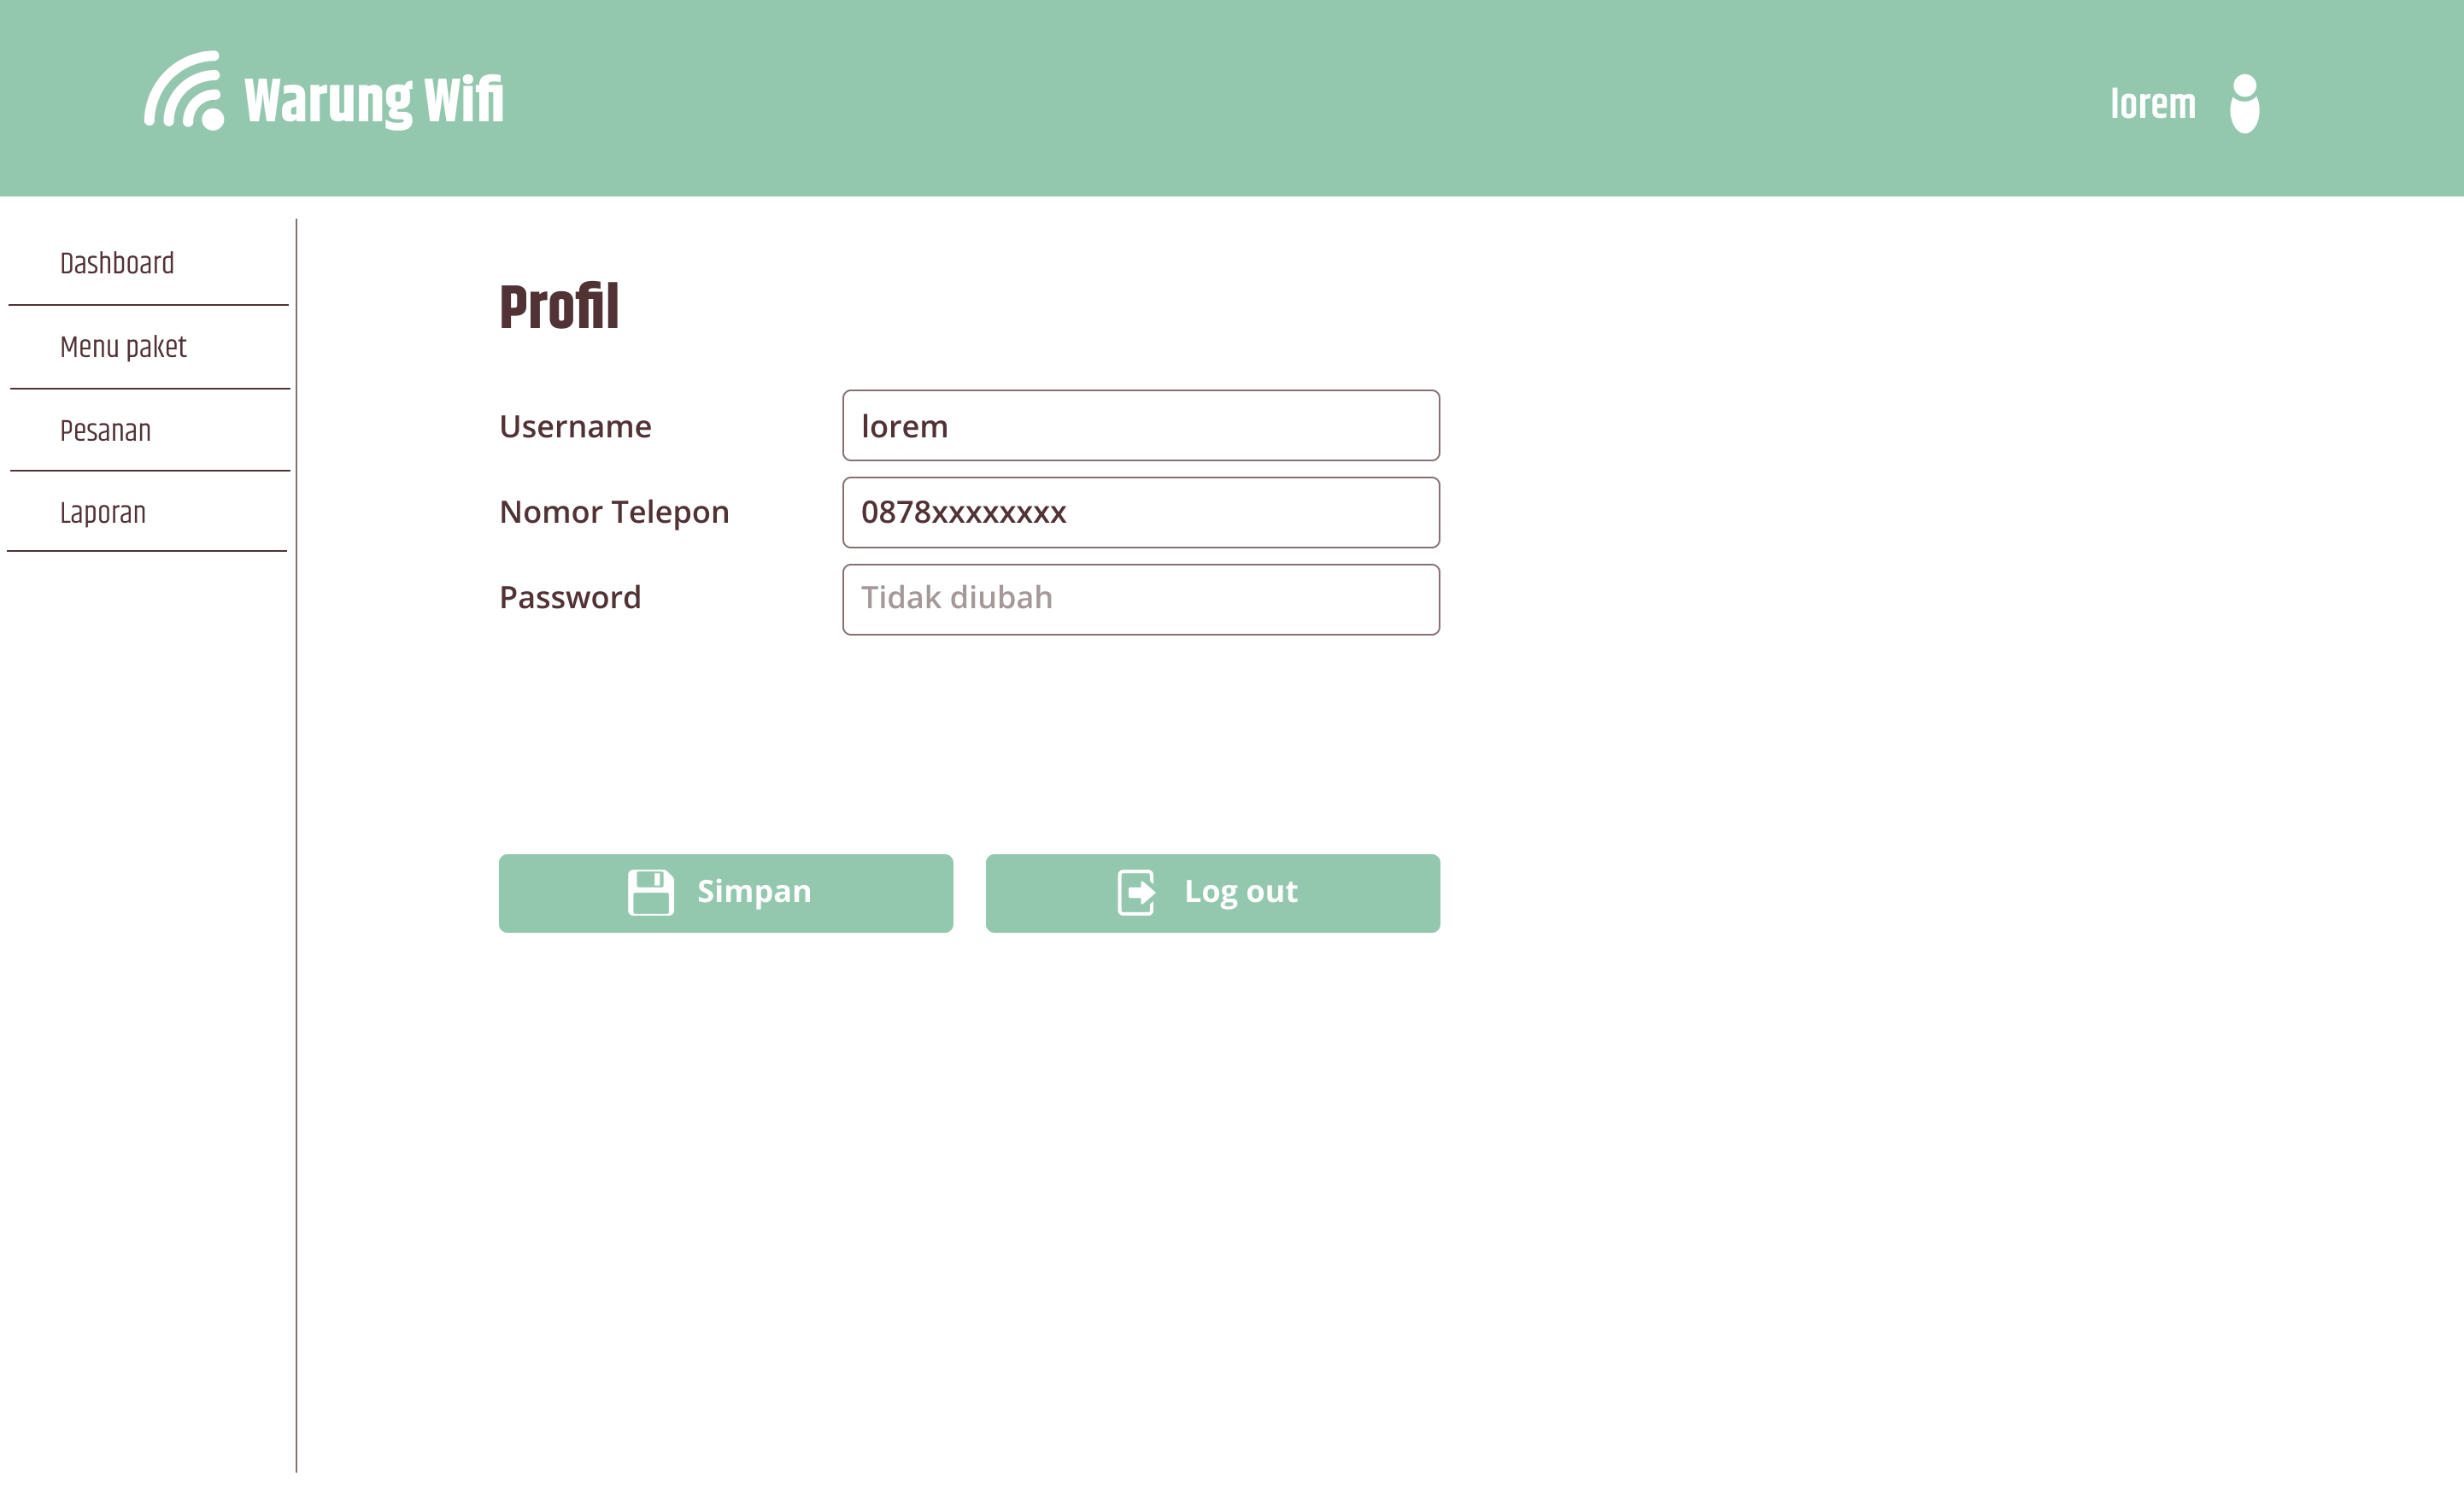 Warung Wifi
lorem
Dashboard
Menu paket
Pesanan
Laporan
Profil
Username
lorem
Nomor Telepon
0878xxxxxxxx
Password
Tidak diubah
Simpan
Log out